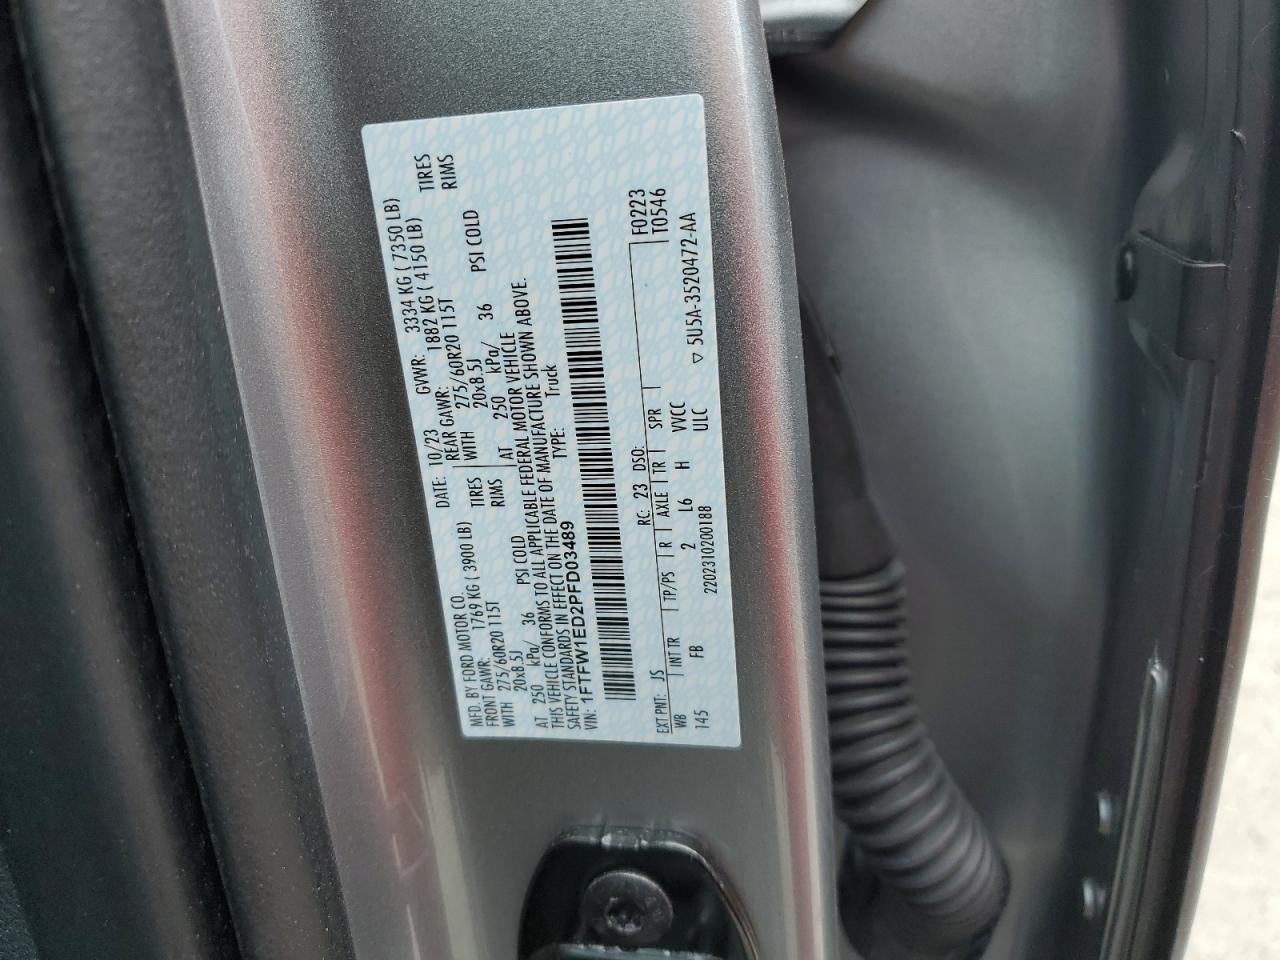 MFD. BY FORD MOTOR CO.
DATE: 10/23 GVWR: 3334 KG ( 7350 LB)
FRONT GAWR: 1769 KG ( 3900 LB)
REAR GAWR: 1882 KG ( 4150 LB)
WITH 275/60R20 115T TIRES
WITH 275/60R20 115T TIRES
20x8.5J RIMS
20x8.5J RIMS
AT 250 kPa/ 36 PSI COLD
AT 250 kPa/ 36 PSI COLD
THIS VEHICLE CONFORMS TO ALL APPLICABLE FEDERAL MOTOR VEHICLE
SAFETY STANDARDS IN EFFECT ON THE DATE OF MANUFACTURE SHOWN ABOVE.
VIN: 1FTFW1ED2PFD03489 TYPE: Truck
F0223
EXT PNT: JS RC: 23 DSO: T0546
WB INT TR TP/PS R AXLE TR SPR
145 FB 2 L6 H VVCC
2202310200188 ULC ▽ 5U5A-3520472-AA